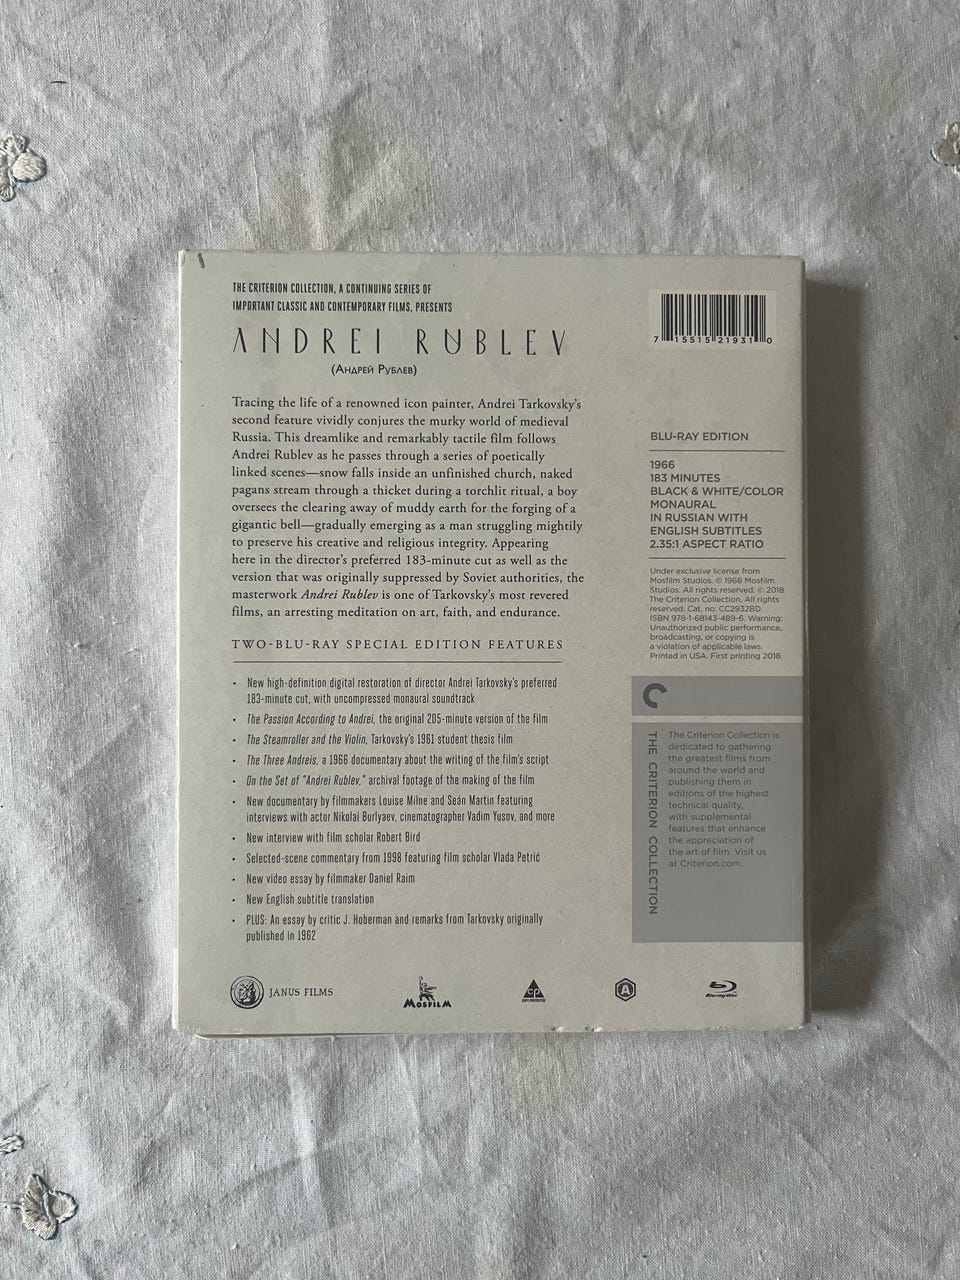 THE CRITERION COLLECTION, A CONTINUING SERIES OF
IMPORTANT CLASSIC AND CONTEMPORARY FILMS, PRESENTS
ANDREI RUBLEV
(Андрей Рублев)
Tracing the life of a renowned icon painter, Andrei Tarkovsky's
second feature vividly conjures the murky world of medieval
Russia. This dreamlike and remarkably tactile film follows
Andrei Rublev as he passes through a series of poetically
linked scenes—snow falls inside an unfinished church, naked
pagans stream through a thicket during a torchlit ritual, a boy
oversees the clearing away of muddy earth for the forging of a
gigantic bell—gradually emerging as a man struggling mightily
to preserve his creative and religious integrity. Appearing
here in the director's preferred 183-minute cut as well as the
version that was originally suppressed by Soviet authorities, the
masterwork Andrei Rublev is one of Tarkovsky's most revered
films, an arresting meditation on art, faith, and endurance.
TWO-BLU-RAY SPECIAL EDITION FEATURES
• New high-definition digital restoration of director Andrei Tarkovsky's preferred
183-minute cut, with uncompressed monaural soundtrack
• The Passion According to Andrei, the original 205-minute version of the film
• The Steamroller and the Violin, Tarkovsky's 1961 student thesis film
• The Three Andreis, a 1966 documentary about the writing of the film's script
• On the Set of "Andrei Rublev," archival footage of the making of the film
• New documentary by filmmakers Louise Milne and Seán Martin featuring
interviews with actor Nikolai Burlyaev, cinematographer Vadim Yusov, and more
• New interview with film scholar Robert Bird
• Selected-scene commentary from 1998 featuring film scholar Vlada Petrić
• New video essay by filmmaker Daniel Raim
• New English subtitle translation
• PLUS: An essay by critic J. Hoberman and remarks from Tarkovsky originally
published in 1962
7 15515 21931 0
BLU-RAY EDITION
1966
183 MINUTES
BLACK & WHITE/COLOR
MONAURAL
IN RUSSIAN WITH
ENGLISH SUBTITLES
2.35:1 ASPECT RATIO
Under exclusive license from
Mosfilm Studios. © 1966 Mosfilm
Studios. All rights reserved. © 2018
The Criterion Collection. All rights
reserved. Cat. no. CC2932BD.
ISBN 978-1-68143-489-6. Warning:
Unauthorized public performance,
broadcasting, or copying is
a violation of applicable laws.
Printed in USA. First printing 2018.
THE CRITERION COLLECTION
The Criterion Collection is
dedicated to gathering
the greatest films from
around the world and
publishing them in
editions of the highest
technical quality,
with supplemental
features that enhance
the appreciation of
the art of film. Visit us
at Criterion.com.
JANUS FILMS
MOSFILM
CP
COPY PROTECTED
A
Blu-ray Disc